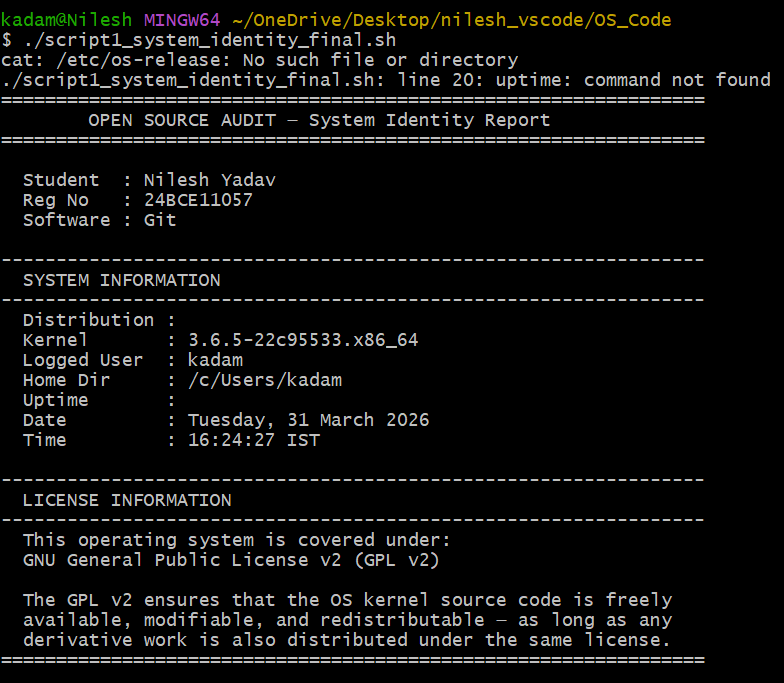 kadam@Nilesh MINGW64 ~/OneDrive/Desktop/nilesh_vscode/OS_Code
$ ./script1_system_identity_final.sh
cat: /etc/os-release: No such file or directory
./script1_system_identity_final.sh: line 20: uptime: command not found
================================================================
        OPEN SOURCE AUDIT — System Identity Report
================================================================

  Student  : Nilesh Yadav
  Reg No   : 24BCE11057
  Software : Git

----------------------------------------------------------------
  SYSTEM INFORMATION
----------------------------------------------------------------
  Distribution :
  Kernel       : 3.6.5-22c95533.x86_64
  Logged User  : kadam
  Home Dir     : /c/Users/kadam
  Uptime       :
  Date         : Tuesday, 31 March 2026
  Time         : 16:24:27 IST

----------------------------------------------------------------
  LICENSE INFORMATION
----------------------------------------------------------------
  This operating system is covered under:
  GNU General Public License v2 (GPL v2)

  The GPL v2 ensures that the OS kernel source code is freely
  available, modifiable, and redistributable — as long as any
  derivative work is also distributed under the same license.
================================================================